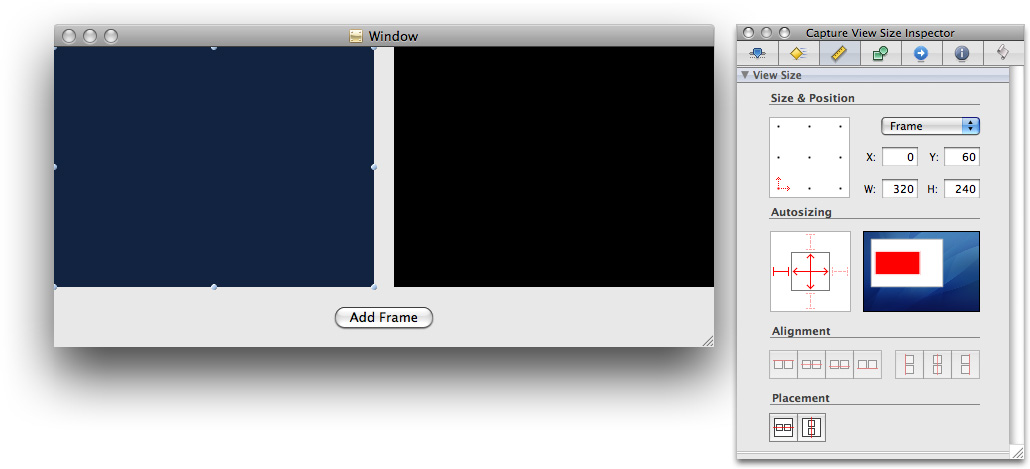 Window
Add Frame
Capture View Size Inspector
View Size
Size & Position
Frame
X: 0 Y: 60
W: 320 H: 240
Autosizing
Alignment
Placement